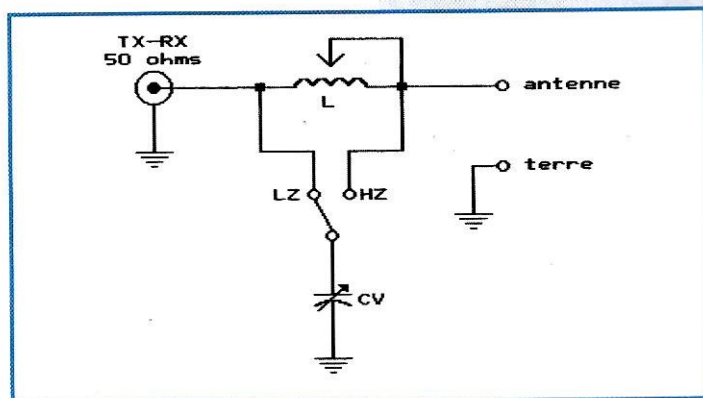 TX-RX
50 ohms
L
antenne
terre
LZ
HZ
CV